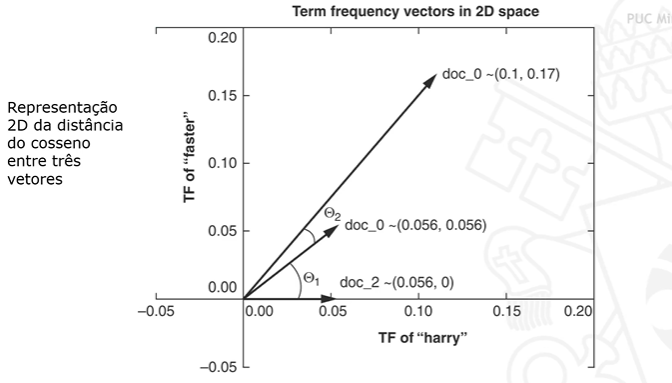 Term frequency vectors in 2D space
PUC Mi
Representação
2D da distância
do cosseno
entre três
vetores
TF of “faster”
0.20
0.15
0.10
0.05
0.00
−0.05
doc_0 ~(0.1, 0.17)
Θ2
doc_0 ~(0.056, 0.056)
Θ1
doc_2 ~(0.056, 0)
−0.05
0.00
0.05
0.10
0.15
0.20
TF of “harry”